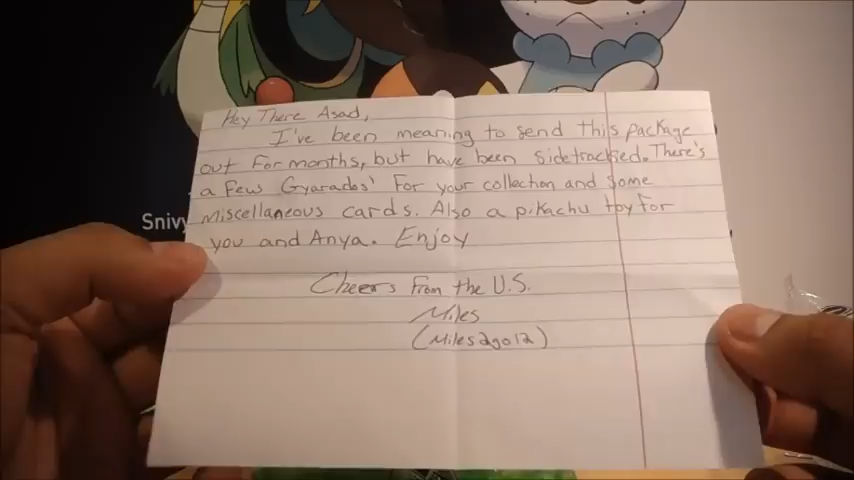 Hey There Asad,
I've been meaning to send this package
out For months, but have been sidetracked. There's
a Few Gyarados' For your collection and some
miscellaneous cards. Also a pikachu toy For
you and Anya. Enjoy
Cheers From the U.S.
Miles
(Miles2go12)
Snivy